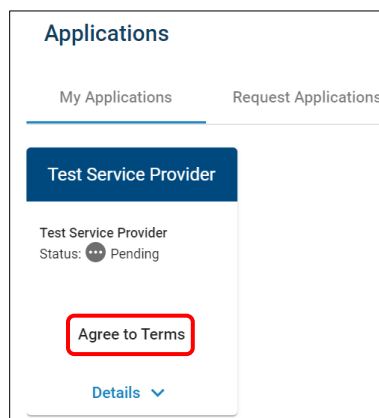 Applications
My Applications Request Applications
Test Service Provider
Test Service Provider
Status: Pending
Agree to Terms
Details